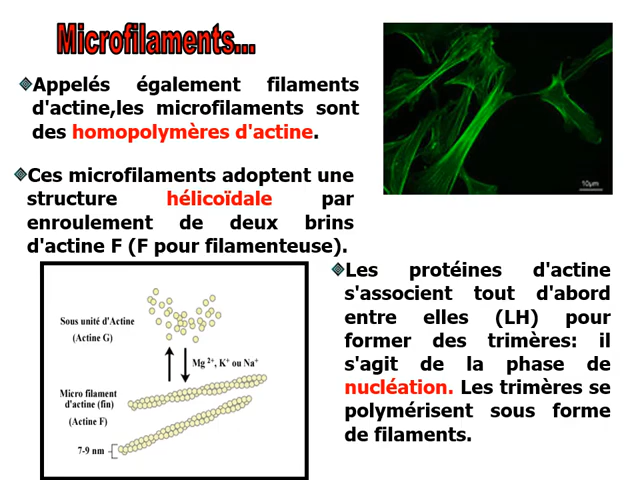 Microfilaments...
Appelés également filaments
d'actine,les microfilaments sont
des homopolymères d'actine.
Ces microfilaments adoptent une
structure hélicoïdale par
enroulement de deux brins
d'actine F (F pour filamenteuse).
10µm
Les protéines d'actine
s'associent tout d'abord
entre elles (LH) pour
former des trimères: il
s'agit de la phase de
nucléation. Les trimères se
polymérisent sous forme
de filaments.
Sous unité d'Actine
(Actine G)
Mg 2+, K+ ou Na+
Micro filament
d'actine (fin)
(Actine F)
7-9 nm